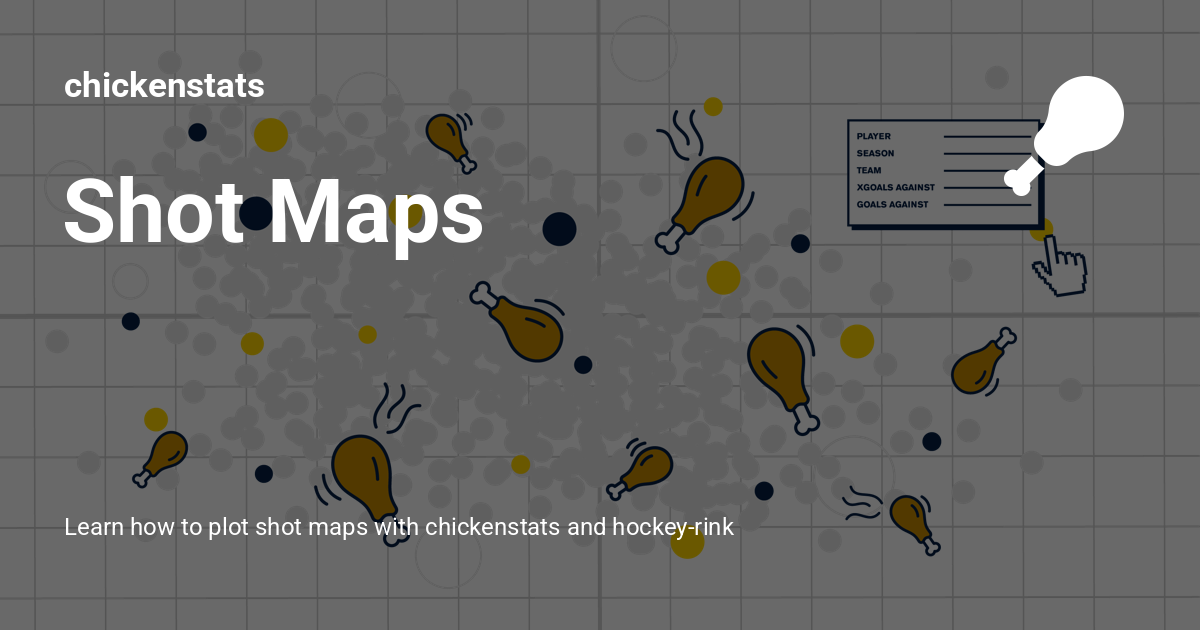 chickenstats
Shot Maps
PLAYER
SEASON
TEAM
XGOALS AGAINST
GOALS AGAINST
Learn how to plot shot maps with chickenstats and hockey-rink